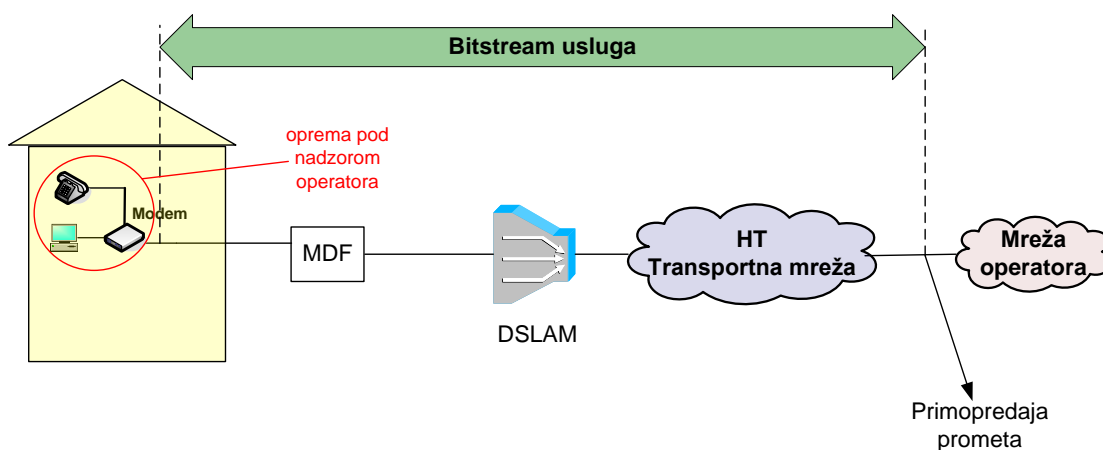 Bitstream usluga
oprema pod
nadzorom
operatora
Modem
MDF
DSLAM
HT
Transportna mreža
Mreža
operatora
Primopredaja
prometa